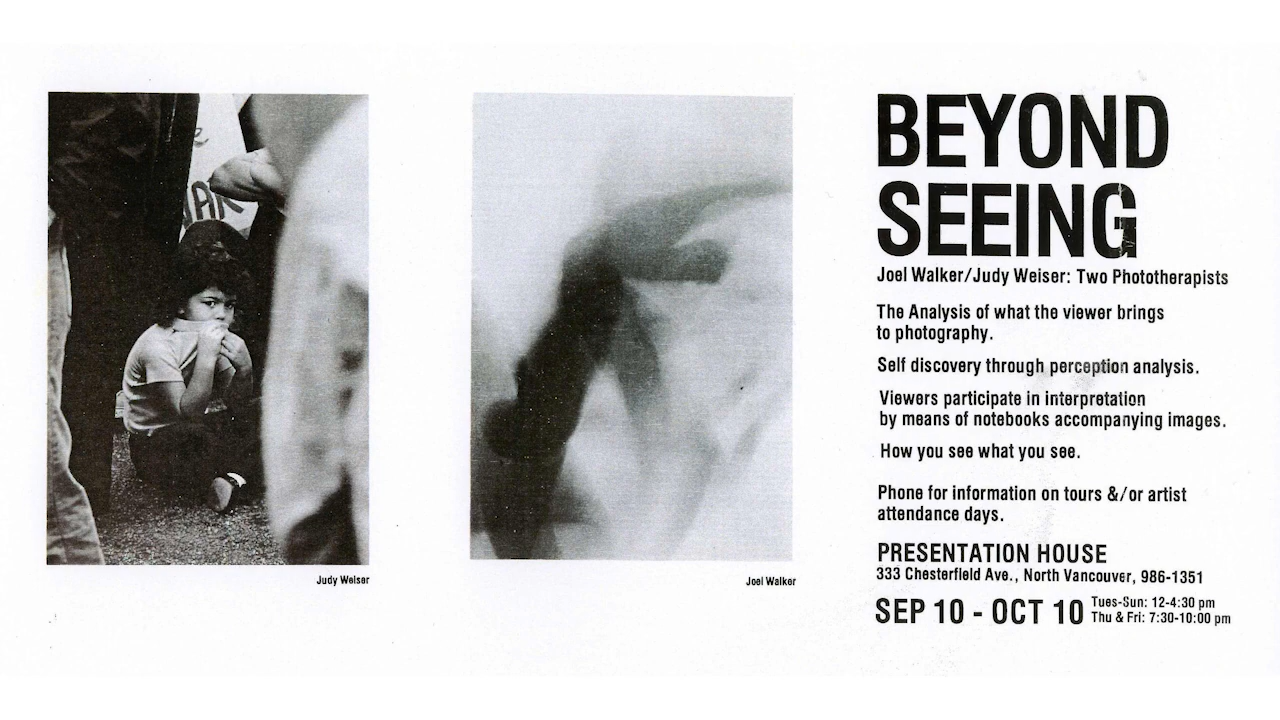 WAR
Judy Weiser
Joel Walker
BEYOND
SEEING
Joel Walker/Judy Weiser: Two Phototherapists
The Analysis of what the viewer brings
to photography.
Self discovery through perception analysis.
Viewers participate in interpretation
by means of notebooks accompanying images.
How you see what you see.
Phone for information on tours &/or artist
attendance days.
PRESENTATION HOUSE
333 Chesterfield Ave., North Vancouver, 986-1351
SEP 10 - OCT 10
Tues-Sun: 12-4:30 pm
Thu & Fri: 7:30-10:00 pm